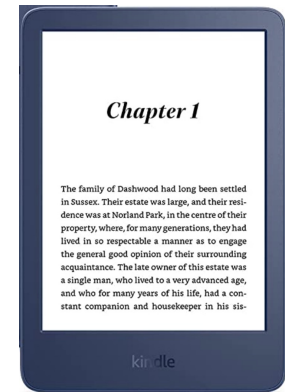 Chapter 1
The family of Dashwood had long been settled
in Sussex. Their estate was large, and their resi-
dence was at Norland Park, in the centre of their
property, where, for many generations, they had
lived in so respectable a manner as to engage
the general good opinion of their surrounding
acquaintance. The late owner of this estate was
a single man, who lived to a very advanced age,
and who for many years of his life, had a con-
stant companion and housekeeper in his sis-
kindle